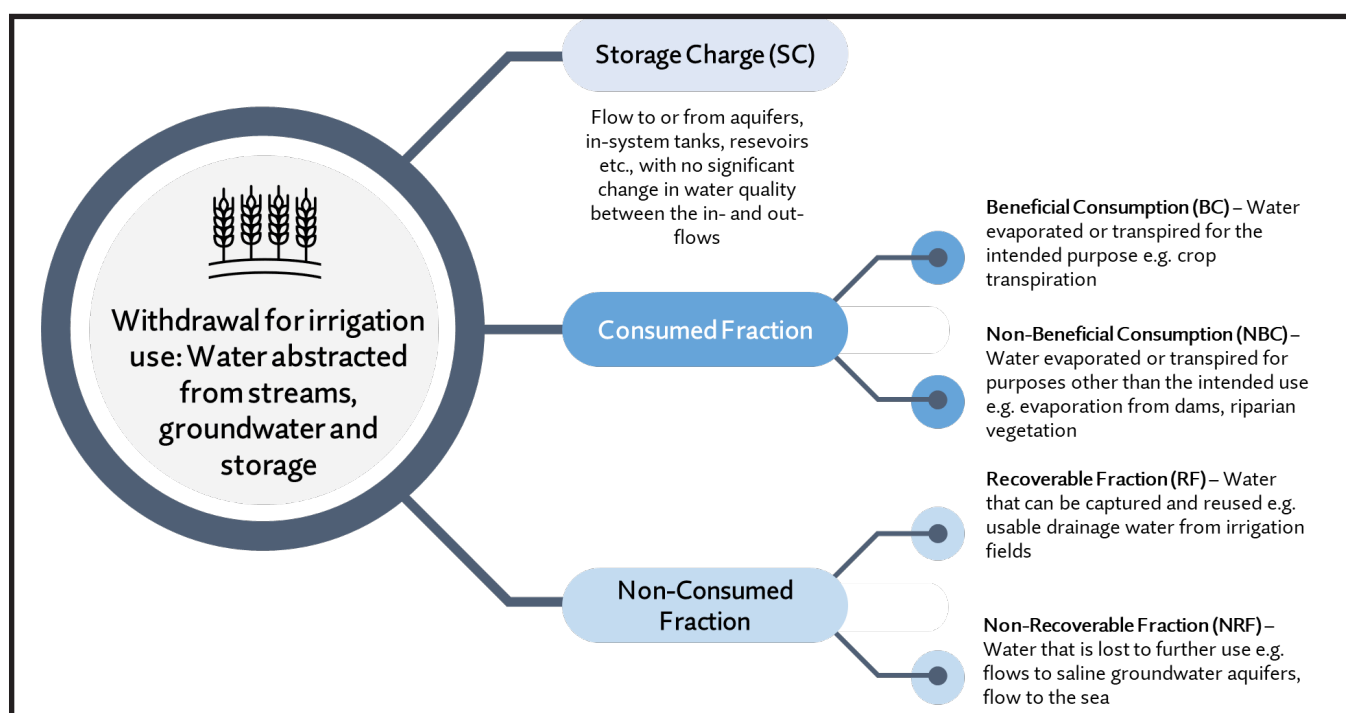 Storage Charge (SC)
Flow to or from aquifers,
in-system tanks, resevoirs
etc., with no significant
change in water quality
between the in- and out-
flows
Withdrawal for irrigation
use: Water abstracted
from streams,
groundwater and
storage
Consumed Fraction
Beneficial Consumption (BC) – Water
evaporated or transpired for the
intended purpose e.g. crop
transpiration
Non-Beneficial Consumption (NBC) –
Water evaporated or transpired for
purposes other than the intended use
e.g. evaporation from dams, riparian
vegetation
Non-Consumed
Fraction
Recoverable Fraction (RF) – Water
that can be captured and reused e.g.
usable drainage water from irrigation
fields
Non-Recoverable Fraction (NRF) –
Water that is lost to further use e.g.
flows to saline groundwater aquifers,
flow to the sea